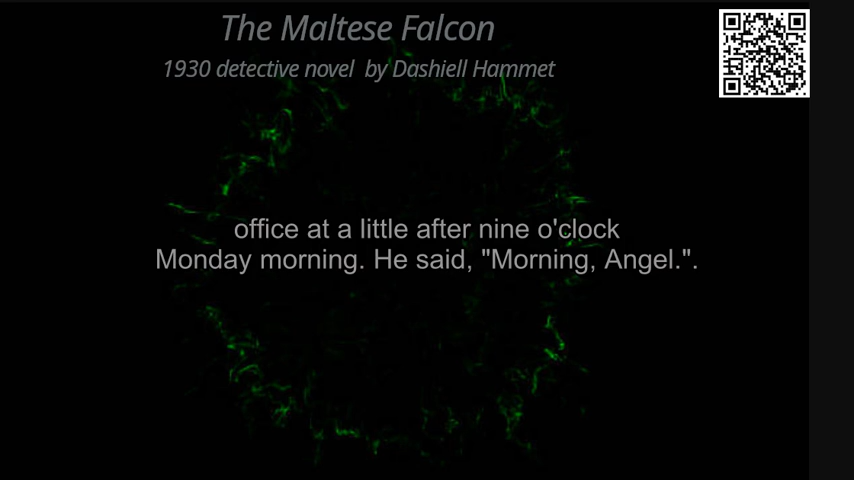 The Maltese Falcon
1930 detective novel by Dashiell Hammet
office at a little after nine o'clock
Monday morning. He said, "Morning, Angel.".